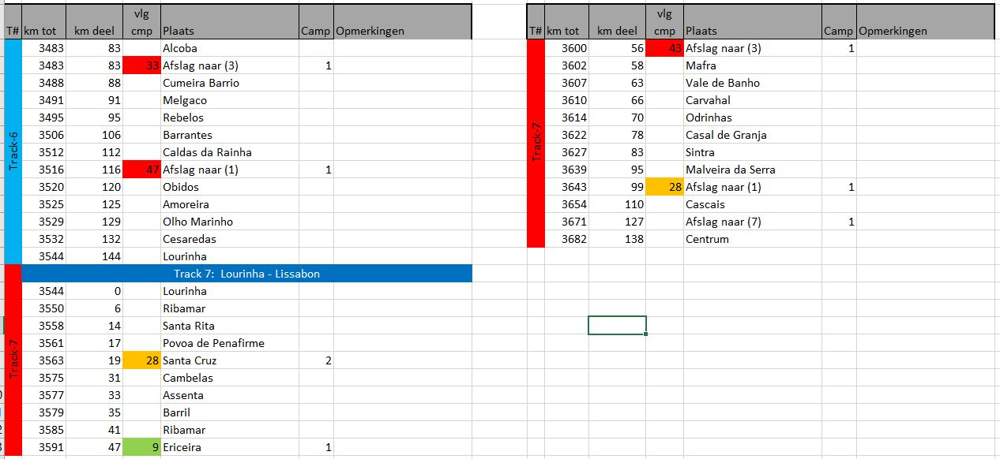 T# km tot km deel vlg cmp Plaats Camp Opmerkingen
Track-6
3483 83 Alcoba
3483 83 33 Afslag naar (3) 1
3488 88 Cumeira Barrio
3491 91 Melgaco
3495 95 Rebelos
3506 106 Barrantes
3512 112 Caldas da Rainha
3516 116 47 Afslag naar (1) 1
3520 120 Obidos
3525 125 Amoreira
3529 129 Olho Marinho
3532 132 Cesaredas
3544 144 Lourinha
Track 7: Lourinha - Lissabon
Track-7
3544 0 Lourinha
3550 6 Ribamar
3558 14 Santa Rita
3561 17 Povoa de Penafirme
3563 19 28 Santa Cruz 2
3575 31 Cambelas
3577 33 Assenta
3579 35 Barril
3585 41 Ribamar
3591 47 9 Ericeira 1
T# km tot km deel vlg cmp Plaats Camp Opmerkingen
Track-7
3600 56 43 Afslag naar (3) 1
3602 58 Mafra
3607 63 Vale de Banho
3610 66 Carvahal
3614 70 Odrinhas
3622 78 Casal de Granja
3627 83 Sintra
3639 95 Malveira da Serra
3643 99 28 Afslag naar (1) 1
3654 110 Cascais
3671 127 Afslag naar (7) 1
3682 138 Centrum